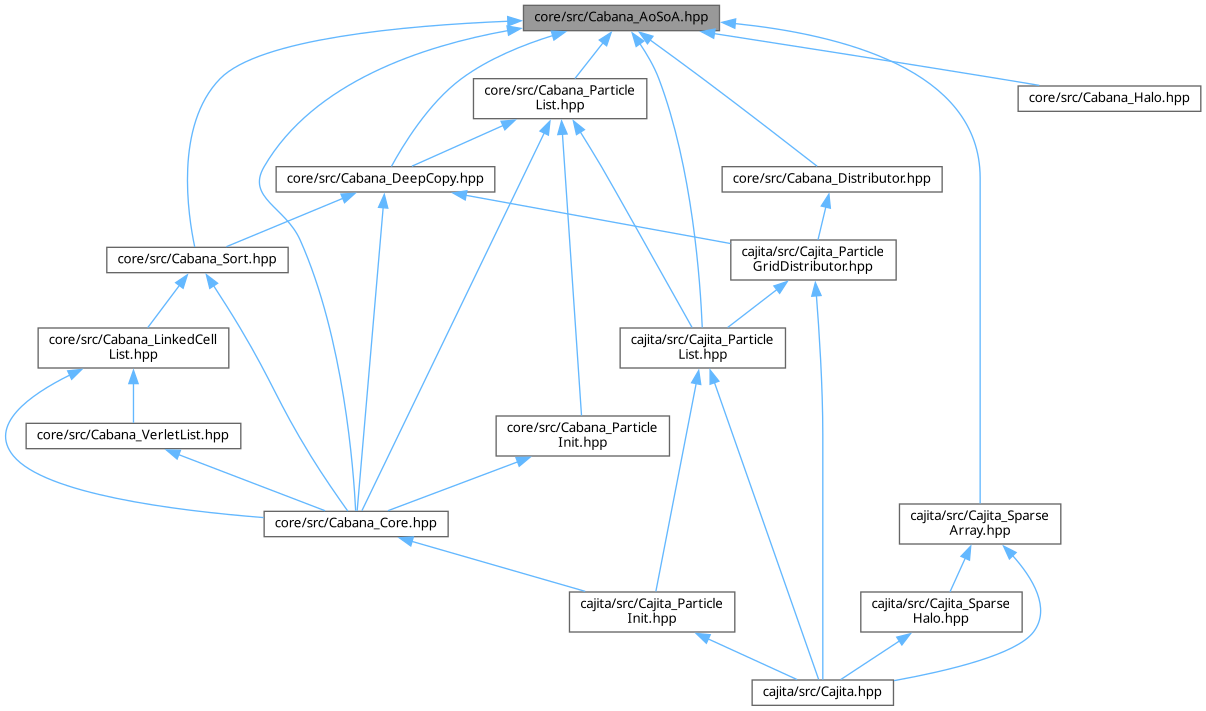 core/src/Cabana_AoSoA.hpp
core/src/Cabana_Particle
List.hpp
core/src/Cabana_Halo.hpp
core/src/Cabana_DeepCopy.hpp
core/src/Cabana_Distributor.hpp
core/src/Cabana_Sort.hpp
cajita/src/Cajita_Particle
GridDistributor.hpp
core/src/Cabana_LinkedCell
List.hpp
cajita/src/Cajita_Particle
List.hpp
core/src/Cabana_VerletList.hpp
core/src/Cabana_Particle
Init.hpp
core/src/Cabana_Core.hpp
cajita/src/Cajita_Sparse
Array.hpp
cajita/src/Cajita_Particle
Init.hpp
cajita/src/Cajita_Sparse
Halo.hpp
cajita/src/Cajita.hpp